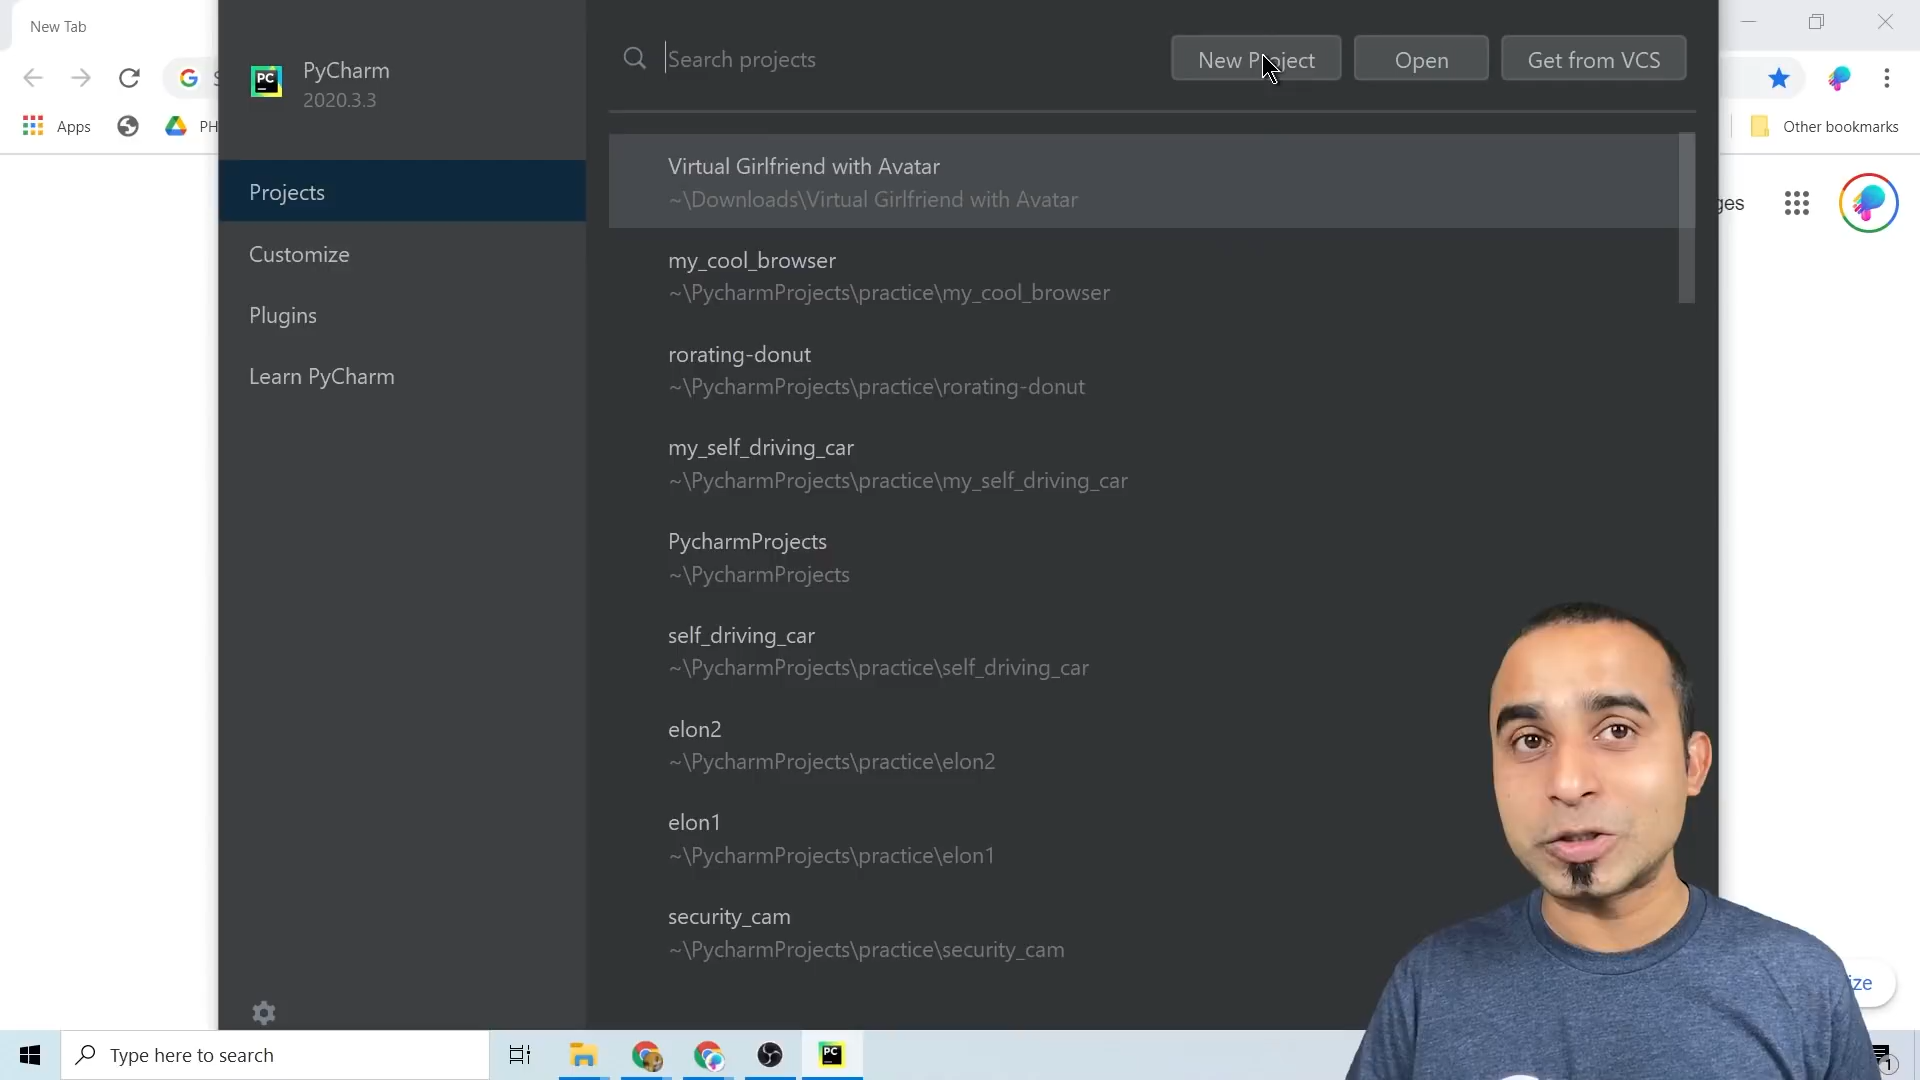 New Tab
PyCharm
2020.3.3
Search projects
New Project
Open
Get from VCS
Apps
Other bookmarks
Projects
Customize
Plugins
Learn PyCharm
Virtual Girlfriend with Avatar
~\Downloads\Virtual Girlfriend with Avatar
my_cool_browser
~\PycharmProjects\practice\my_cool_browser
rorating-donut
~\PycharmProjects\practice\rorating-donut
my_self_driving_car
~\PycharmProjects\practice\my_self_driving_car
PycharmProjects
~\PycharmProjects
self_driving_car
~\PycharmProjects\practice\self_driving_car
elon2
~\PycharmProjects\practice\elon2
elon1
~\PycharmProjects\practice\elon1
security_cam
~\PycharmProjects\practice\security_cam
Type here to search
PC
PC
1